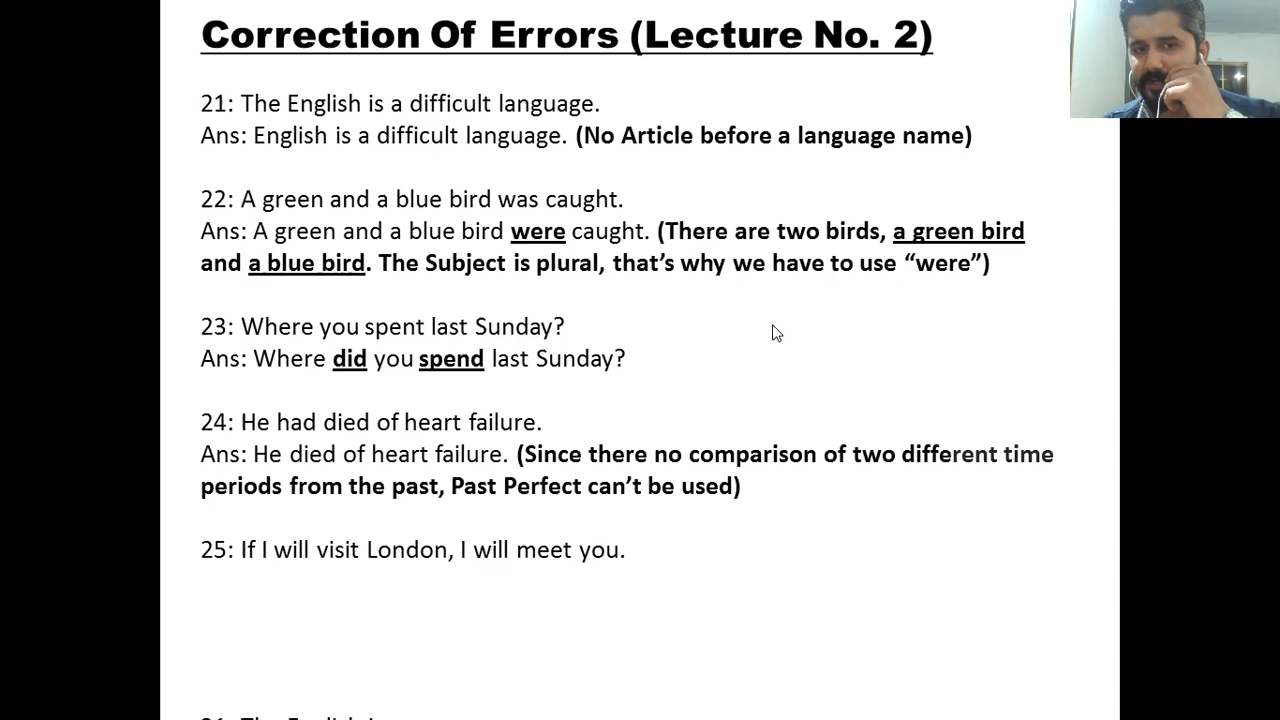 Correction Of Errors (Lecture No. 2)
21: The English is a difficult language.
Ans: English is a difficult language. (No Article before a language name)
22: A green and a blue bird was caught.
Ans: A green and a blue bird were caught. (There are two birds, a green bird
and a blue bird. The Subject is plural, that’s why we have to use “were”)
23: Where you spent last Sunday?
Ans: Where did you spend last Sunday?
24: He had died of heart failure.
Ans: He died of heart failure. (Since there no comparison of two different time
periods from the past, Past Perfect can’t be used)
25: If I will visit London, I will meet you.